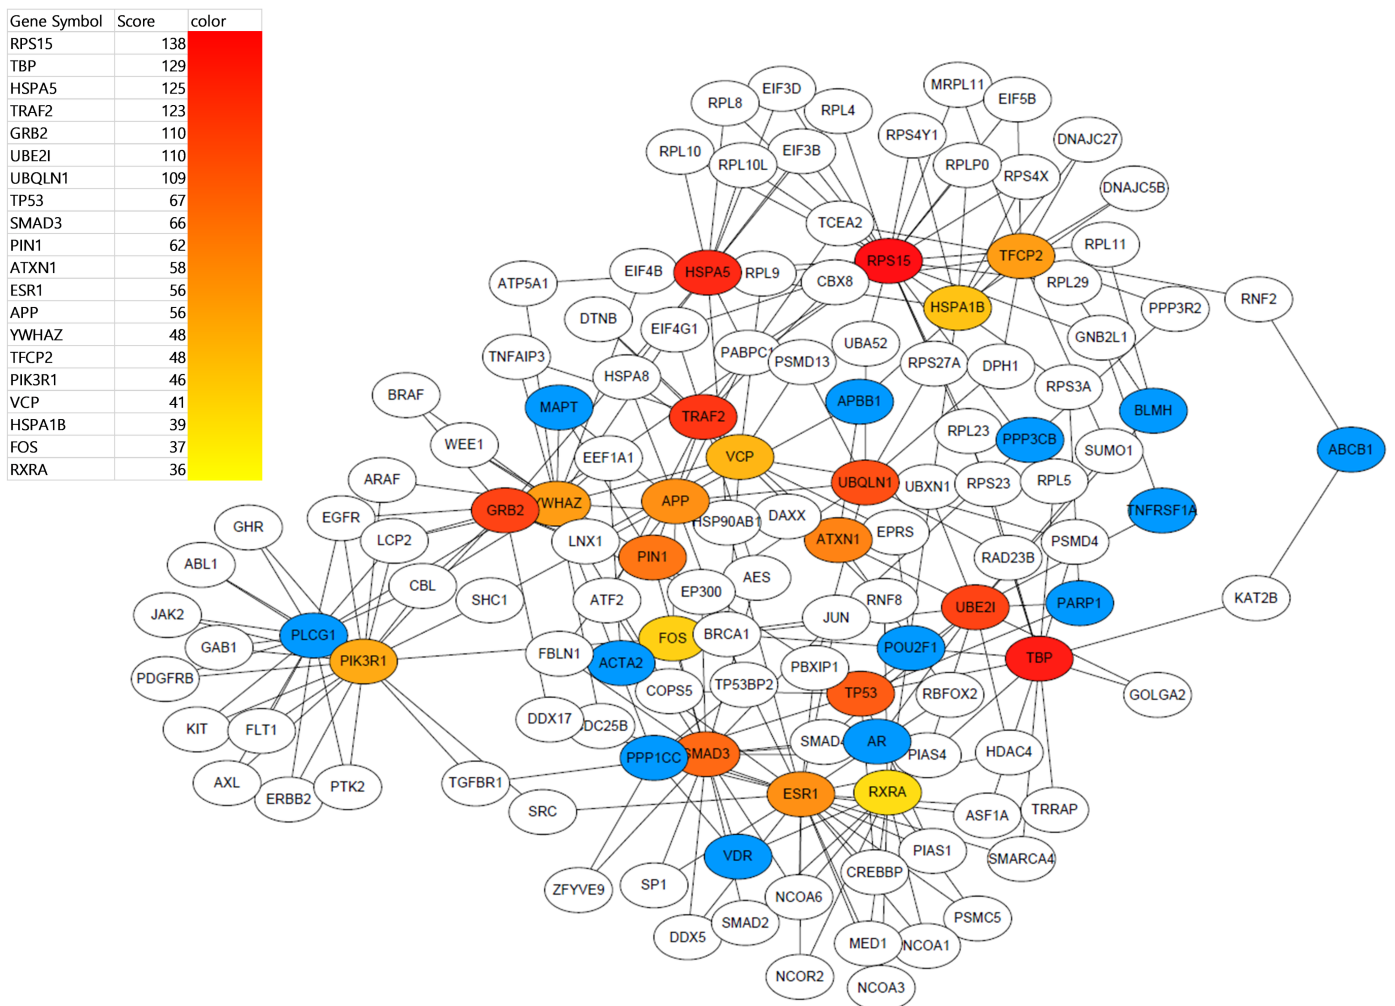 Gene Symbol Score color
RPS15 138
TBP 129
HSPA5 125
TRAF2 123
GRB2 110
UBE2I 110
UBQLN1 109
TP53 67
SMAD3 66
PIN1 62
ATXN1 58
ESR1 56
APP 56
YWHAZ 48
TFCP2 48
PIK3R1 46
VCP 41
HSPA1B 39
FOS 37
RXRA 36
MRPL11
EIF3D
EIF5B
RPL8
RPL4
RPS4Y1
DNAJC27
RPL10
RPL10L
EIF3B
RPLP0
RPS4X
DNAJC5B
TCEA2
RPL11
RPS15
TFCP2
EIF4B
HSPA5
RPL9
ATP5A1
CBX8
RPL29
RNF2
HSPA1B
PPP3R2
DTNB
EIF4G1
GNB2L1
UBA52
TNFAIP3
PABPC1
PSMD13
RPS27A
DPH1
HSPA8
RPS3A
BRAF
MAPT
APBB1
BLMH
TRAF2
RPL23
PPP3CB
WEE1
ABCB1
SUMO1
EEF1A1
VCP
ARAF
UBQLN1
UBXN1
RPS23
RPL5
EGFR
GRB2
YWHAZ
APP
TNFRSF1A
GHR
HSP90AB1
DAXX
LCP2
LNX1
ATXN1
EPRS
PSMD4
PIN1
RAD23B
ABL1
CBL
AES
EP300
SHC1
ATF2
RNF8
UBE2I
PARP1
KAT2B
JAK2
JUN
PLCG1
FOS
BRCA1
GAB1
FBLN1
POU2F1
PIK3R1
ACTA2
PBXIP1
TBP
PDGFRB
COPS5
TP53BP2
TP53
RBFOX2
GOLGA2
KIT
FLT1
DDX17
DC25B
SMAD4
AR
PIAS4
HDAC4
PPP1CC
SMAD3
AXL
ERBB2
PTK2
TGFBR1
ESR1
RXRA
SRC
ASF1A
TRRAP
VDR
PIAS1
SMARCA4
ZFYVE9
SP1
CREBBP
NCOA6
SMAD2
PSMC5
DDX5
MED1
NCOA1
NCOR2
NCOA3